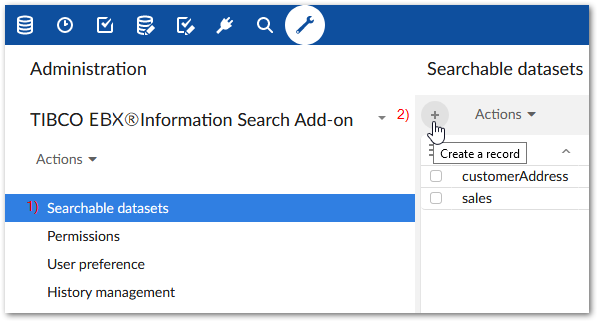 Administration
TIBCO EBX®Information Search Add-on
Actions
1) Searchable datasets
Permissions
User preference
History management
Searchable datasets
2) + Actions
Create a record
customerAddress
sales